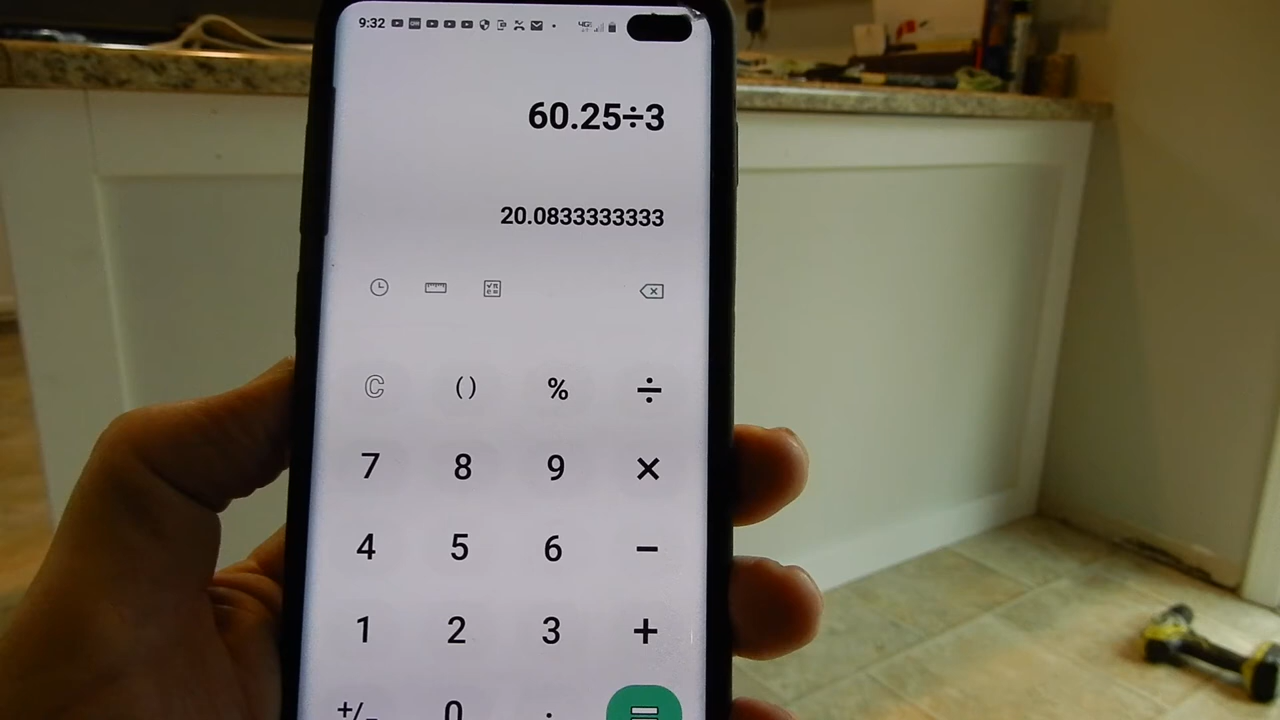 9:32
60.25÷3
20.0833333333
C ( ) % ÷
7 8 9 ×
4 5 6 −
1 2 3 +
+/− 0 . =